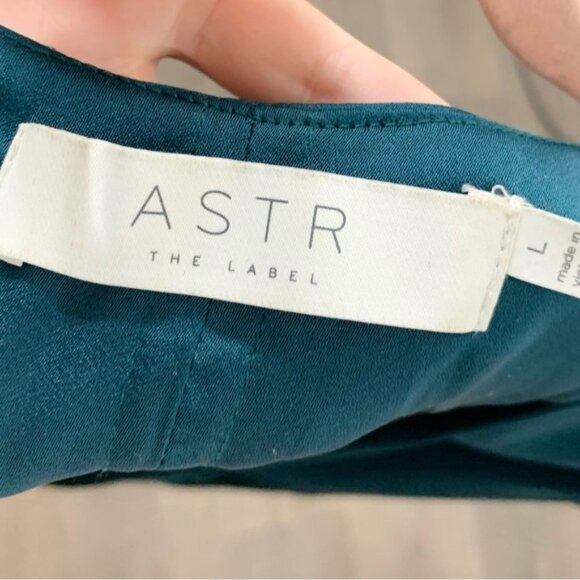 ASTR
THE LABEL
L
made in